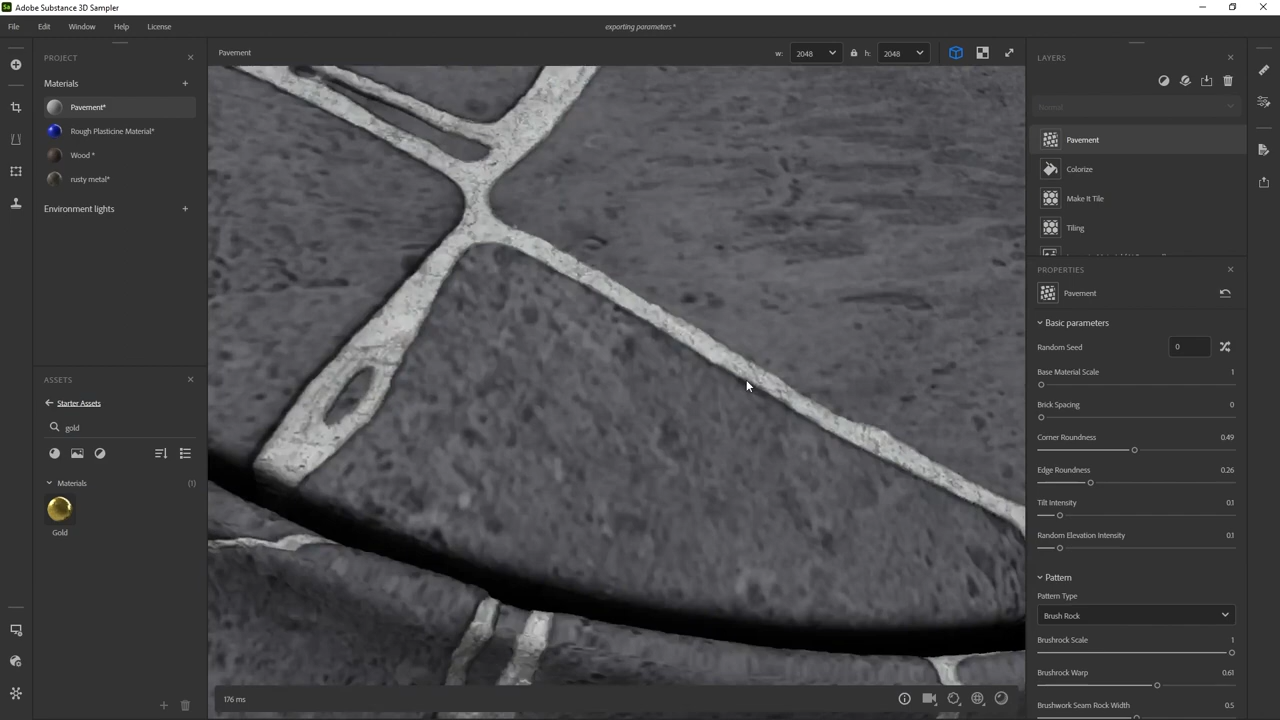 Sa Adobe Substance 3D Sampler
File Edit Window Help License
exporting parameters *
PROJECT
Materials
Pavement*
Rough Plasticine Material*
Wood *
rusty metal*
Environment lights
ASSETS
Starter Assets
gold
Materials (1)
Gold
Pavement
w: 2048 h: 2048
176 ms
LAYERS
Normal
Pavement
Colorize
Make It Tile
Tiling
PROPERTIES
Pavement
Basic parameters
Random Seed 0
Base Material Scale 1
Brick Spacing 0
Corner Roundness 0.49
Edge Roundness 0.26
Tilt Intensity 0.1
Random Elevation Intensity 0.1
Pattern
Pattern Type
Brush Rock
Brushrock Scale 1
Brushrock Warp 0.61
Brushwork Seam Rock Width 0.5